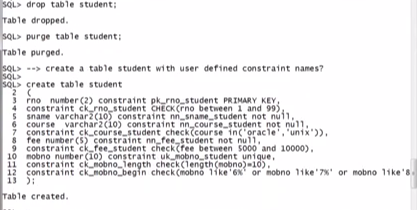 SQL> drop table student;
Table dropped.
SQL> purge table student;
Table purged.
SQL> --> create a table student with user defined constraint names?
SQL>
SQL> create table student
2 (
3 rno number(2) constraint pk_rno_student PRIMARY KEY,
4 constraint ck_rno_student CHECK(rno between 1 and 99),
5 sname varchar2(10) constraint nn_sname_student not null,
6 course varchar2(10) constraint nn_course_student not null,
7 constraint ck_course_student check(course in('oracle','unix')),
8 fee number(5) constraint nn_fee_student not null,
9 constraint ck_fee_student check(fee between 5000 and 10000),
10 mobno number(10) constraint uk_mobno_student unique,
11 constraint ck_mobno_length check(length(mobno)=10),
12 constraint ck_mobno_begin check(mobno like'6%' or mobno like'7%' or mobno like'8
13 );
Table created.